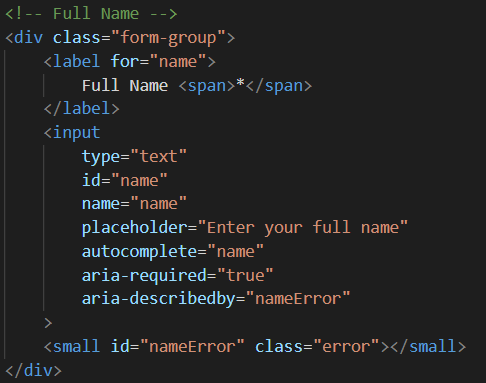 <!-- Full Name -->
<div class="form-group">
    <label for="name">
        Full Name <span>*</span>
    </label>
    <input
        type="text"
        id="name"
        name="name"
        placeholder="Enter your full name"
        autocomplete="name"
        aria-required="true"
        aria-describedby="nameError"
    >
    <small id="nameError" class="error"></small>
</div>